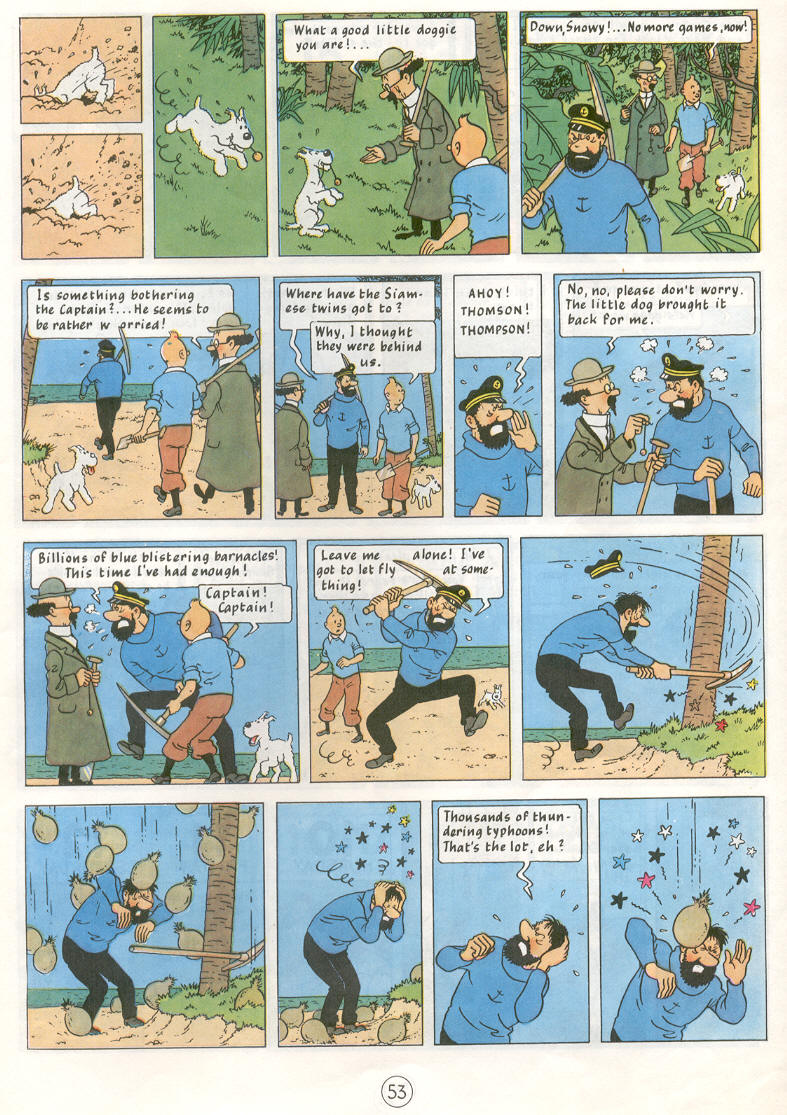 What a good little doggie
you are!...
Down, Snowy!...No more games, now!
Is something bothering
the Captain?...He seems to
be rather w orried!
Where have the Siam-
ese twins got to?
Why, I thought
they were behind
us.
AHOY!
THOMSON!
THOMPSON!
No, no, please don't worry.
The little dog brought it
back for me.
Billions of blue blistering barnacles!
This time I've had enough!
Captain!
Captain!
Leave me alone! I've
got to let fly at some-
thing!
Thousands of thun-
dering typhoons!
That's the lot, eh?
53